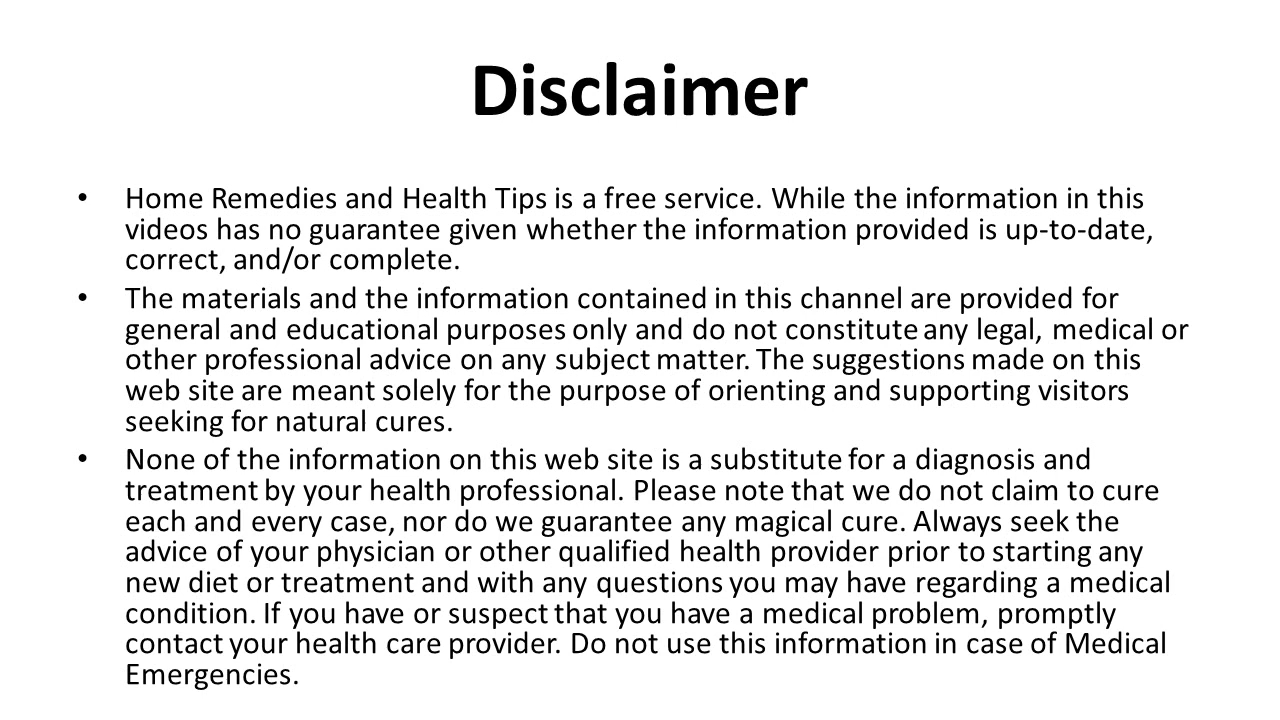 Disclaimer
• Home Remedies and Health Tips is a free service. While the information in this
videos has no guarantee given whether the information provided is up-to-date,
correct, and/or complete.
• The materials and the information contained in this channel are provided for
general and educational purposes only and do not constitute any legal, medical or
other professional advice on any subject matter. The suggestions made on this
web site are meant solely for the purpose of orienting and supporting visitors
seeking for natural cures.
• None of the information on this web site is a substitute for a diagnosis and
treatment by your health professional. Please note that we do not claim to cure
each and every case, nor do we guarantee any magical cure. Always seek the
advice of your physician or other qualified health provider prior to starting any
new diet or treatment and with any questions you may have regarding a medical
condition. If you have or suspect that you have a medical problem, promptly
contact your health care provider. Do not use this information in case of Medical
Emergencies.